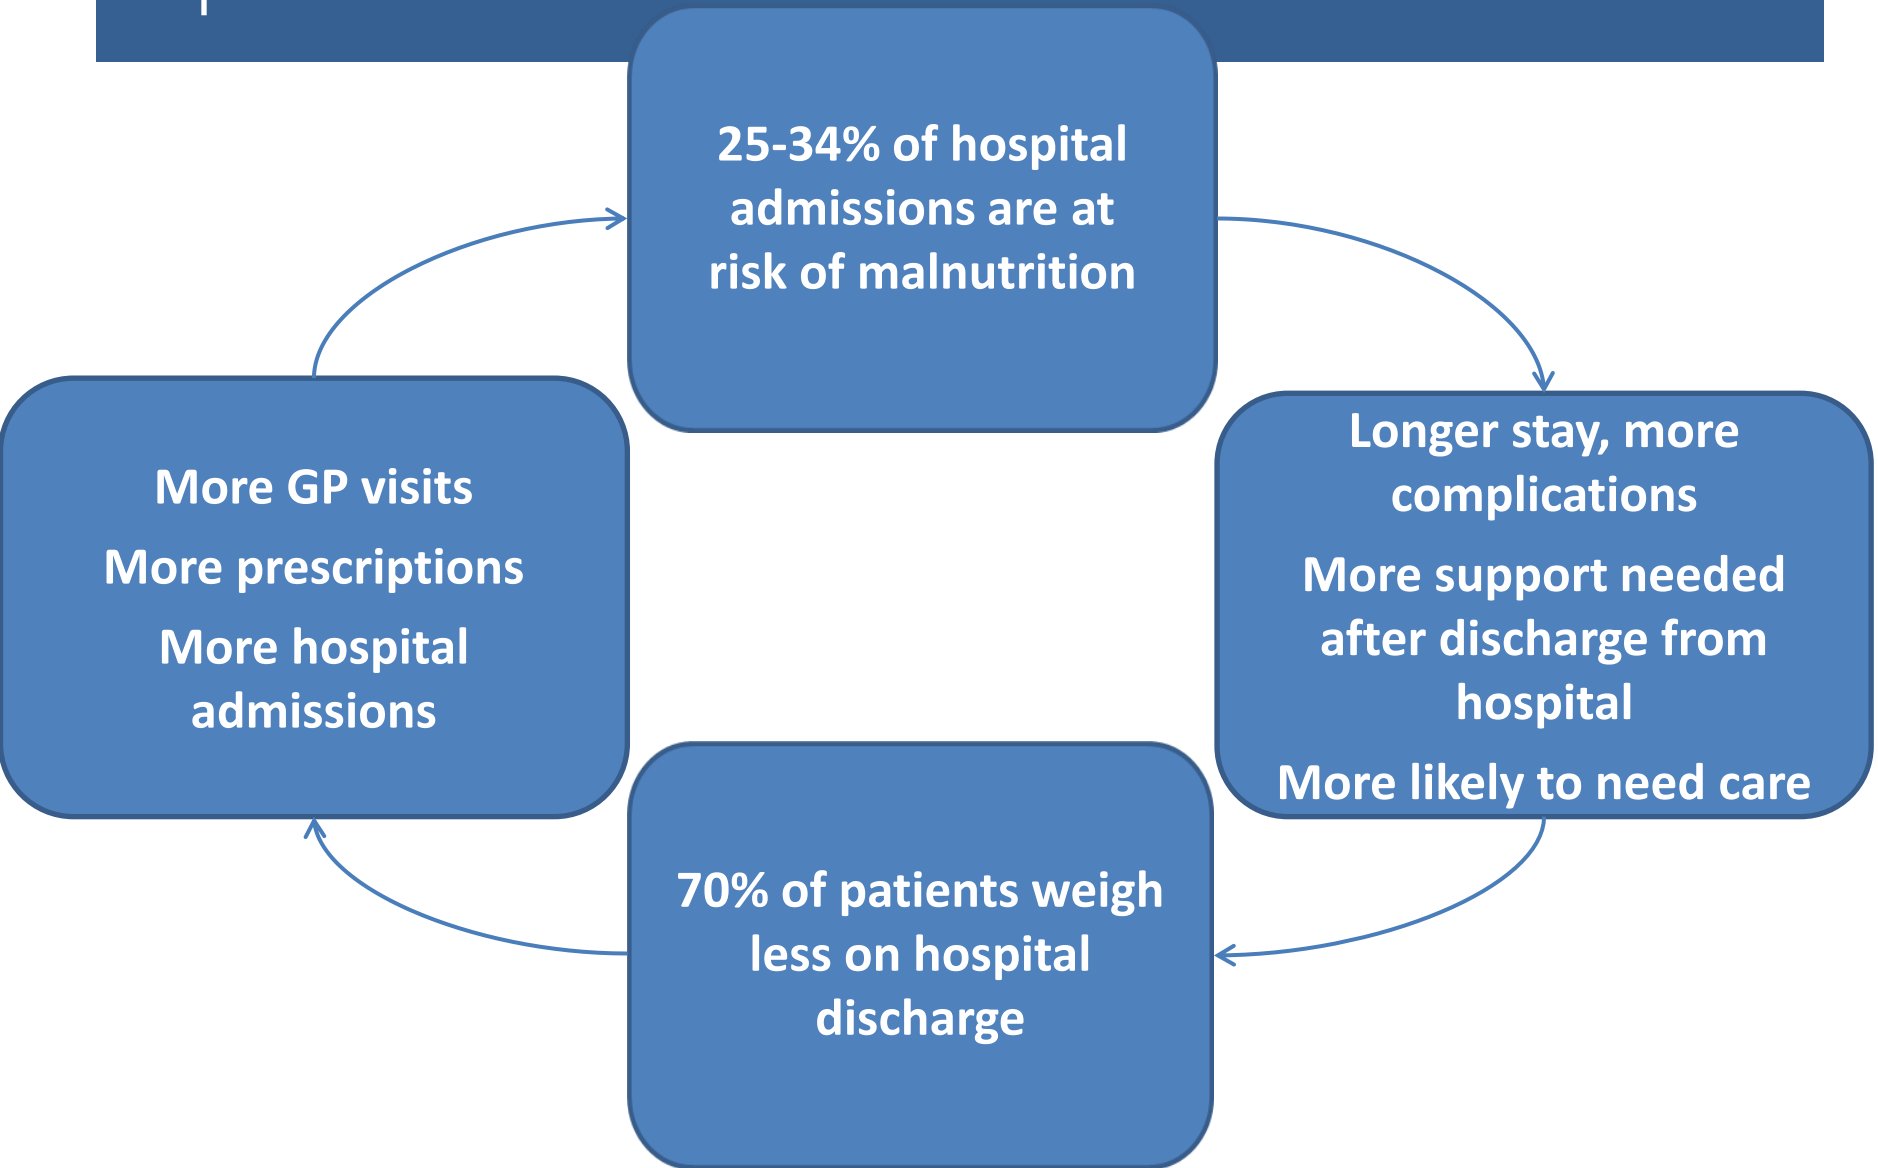 25-34% of hospital
admissions are at
risk of malnutrition
Longer stay, more
complications
More support needed
after discharge from
hospital
More likely to need care
70% of patients weigh
less on hospital
discharge
More GP visits
More prescriptions
More hospital
admissions